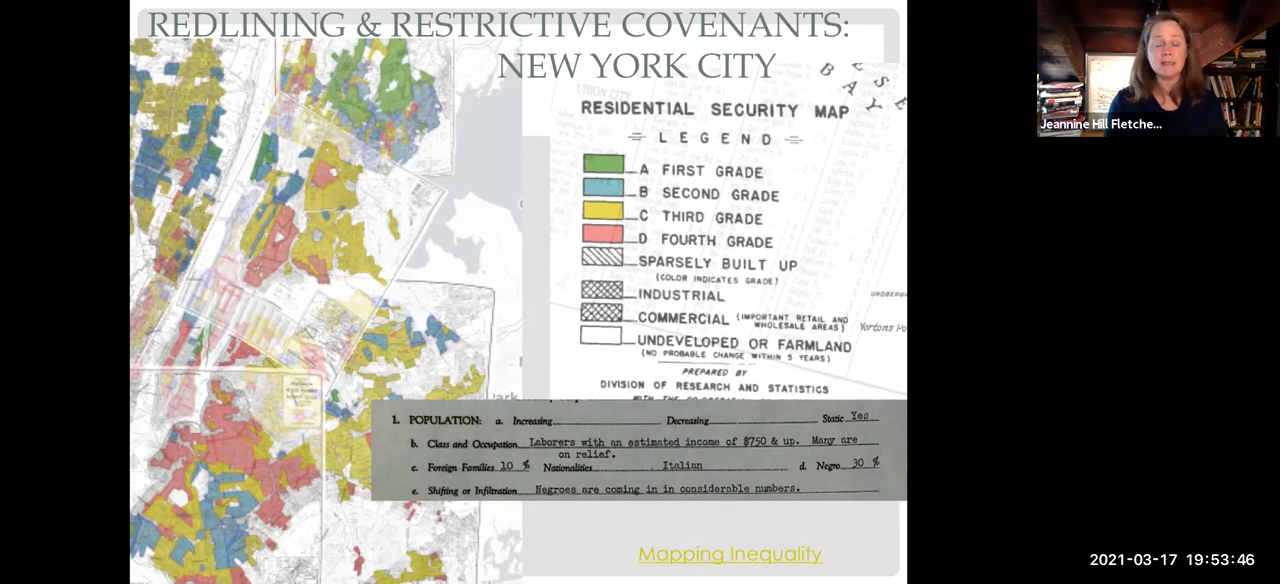 REDLINING & RESTRICTIVE COVENANTS:
NEW YORK CITY
UNION CITY
BAY
RESIDENTIAL SECURITY MAP
LEGEND
A FIRST GRADE
B SECOND GRADE
C THIRD GRADE
D FOURTH GRADE
SPARSELY BUILT UP
(COLOR INDICATES GRADE)
INDUSTRIAL
COMMERCIAL (IMPORTANT RETAIL AND
WHOLESALE AREAS)
UNDEVELOPED OR FARMLAND
(NO PROBABLE CHANGE WITHIN 5 YEARS)
PREPARED BY
DIVISION OF RESEARCH AND STATISTICS
1. POPULATION: a. Increasing Decreasing Static Yes
b. Class and Occupation Laborers with an estimated income of $750 & up. Many are
on relief.
c. Foreign Families 10 % Nationalities Italian d. Negro 30 %
e. Shifting or Infiltration Negroes are coming in in considerable numbers.
Mapping Inequality
Jeannine Hill Fletche...
2021-03-17 19:53:46